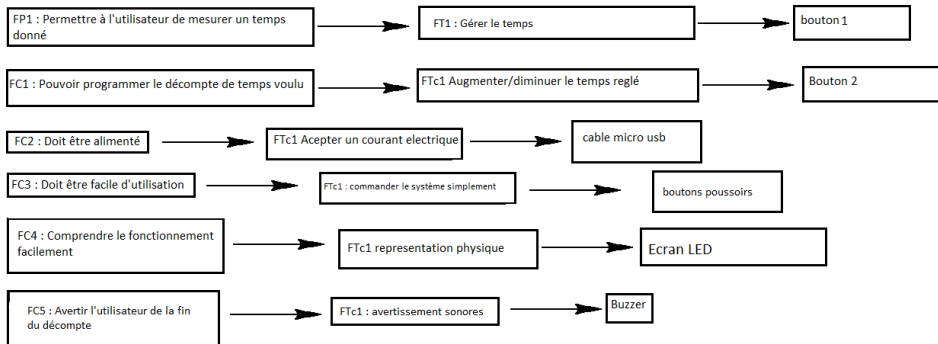 FP1 : Permettre à l'utilisateur de mesurer un temps
donné
FT1 : Gérer le temps
bouton 1
FC1 : Pouvoir programmer le décompte de temps voulu
FTc1 Augmenter/diminuer le temps reglé
Bouton 2
FC2 : Doit être alimenté
FTc1 Acepter un courant electrique
cable micro usb
FC3 : Doit être facile d'utilisation
FTc1 : commander le système simplement
boutons poussoirs
FC4 : Comprendre le fonctionnement
facilement
FTc1 representation physique
Ecran LED
FC5 : Avertir l'utilisateur de la fin
du décompte
FTc1 : avertissement sonores
Buzzer